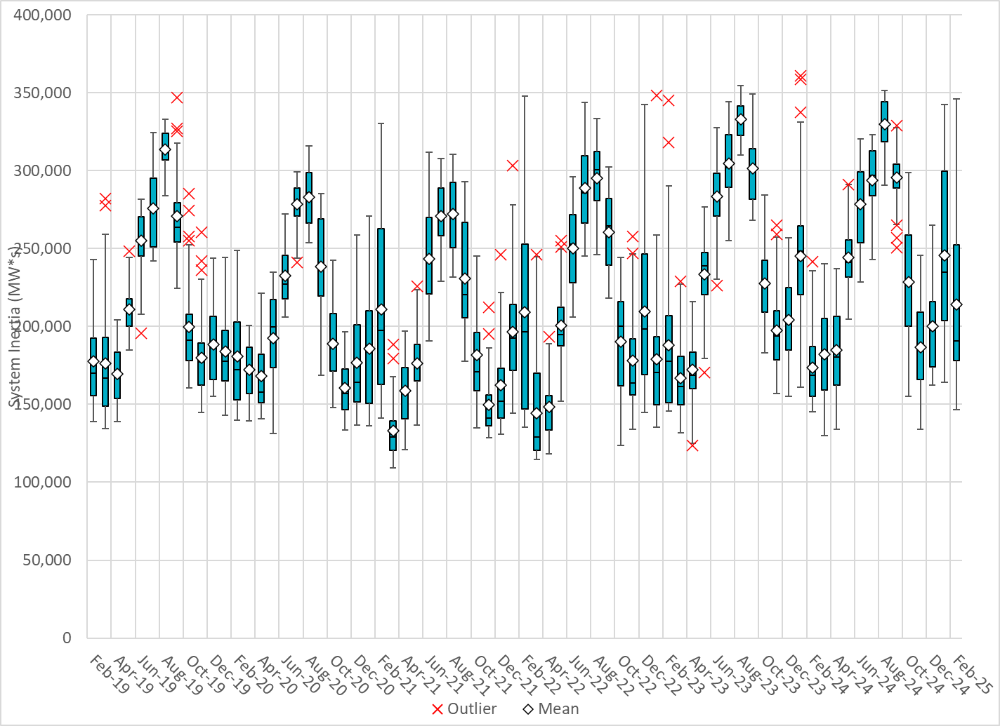 400,000
350,000
300,000
250,000
200,000
150,000
100,000
50,000
0
System Inertia (MW*s)
Feb-19
Apr-19
Jun-19
Aug-19
Oct-19
Dec-19
Feb-20
Apr-20
Jun-20
Aug-20
Oct-20
Dec-20
Feb-21
Apr-21
Jun-21
Aug-21
Oct-21
Dec-21
Feb-22
Apr-22
Jun-22
Aug-22
Oct-22
Dec-22
Feb-23
Apr-23
Jun-23
Aug-23
Oct-23
Dec-23
Feb-24
Apr-24
Jun-24
Aug-24
Oct-24
Dec-24
Feb-25
Outlier Mean